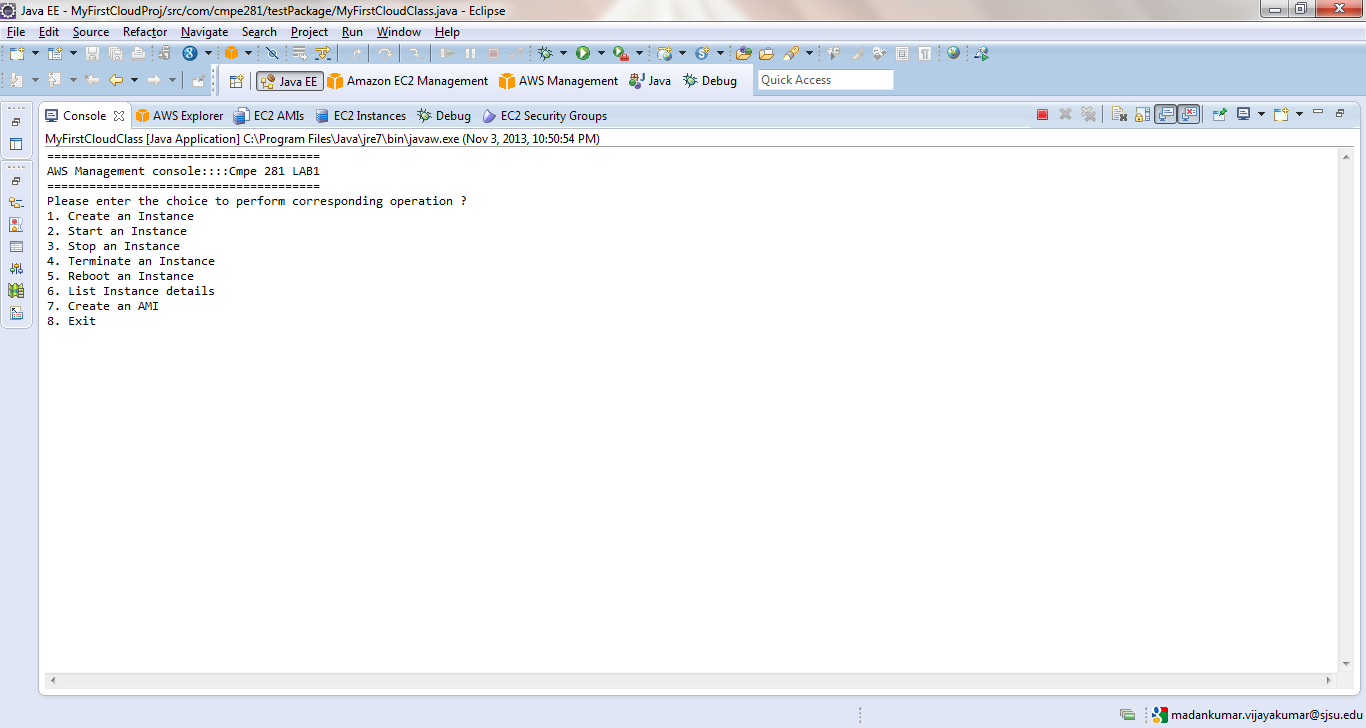 Java EE - MyFirstCloudProj/src/com/cmpe281/testPackage/MyFirstCloudClass.java - Eclipse
File Edit Source Refactor Navigate Search Project Run Window Help
Java EE Amazon EC2 Management AWS Management Java Debug Quick Access
Console AWS Explorer EC2 AMIs EC2 Instances Debug EC2 Security Groups
MyFirstCloudClass [Java Application] C:\Program Files\Java\jre7\bin\javaw.exe (Nov 3, 2013, 10:50:54 PM)
=======================================
AWS Management console::::Cmpe 281 LAB1
=======================================
Please enter the choice to perform corresponding operation ?
1. Create an Instance
2. Start an Instance
3. Stop an Instance
4. Terminate an Instance
5. Reboot an Instance
6. List Instance details
7. Create an AMI
8. Exit
madankumar.vijayakumar@sjsu.edu